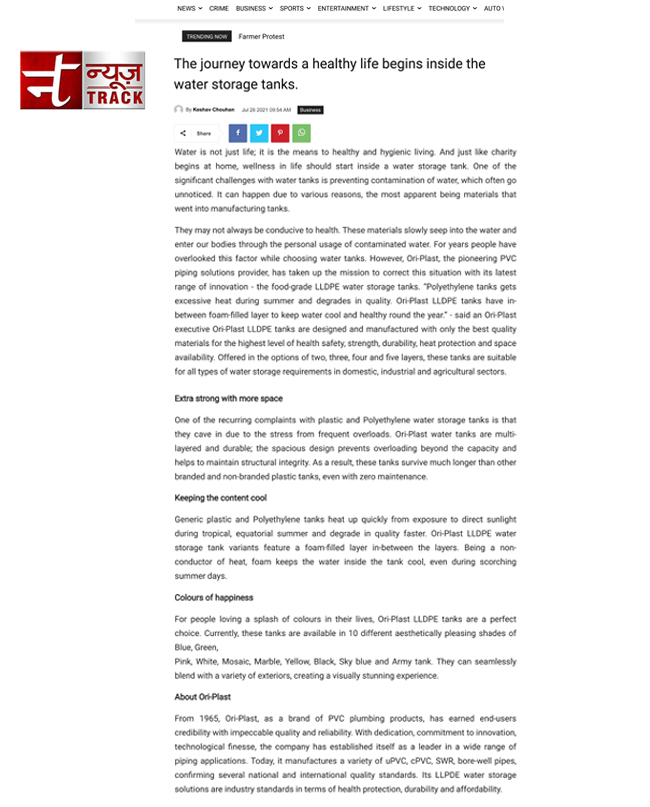 NEWS CRIME BUSINESS SPORTS ENTERTAINMENT LIFESTYLE TECHNOLOGY AUTO
TRENDING NOW Farmer Protest
न्यूज़
TRACK
The journey towards a healthy life begins inside the
water storage tanks.
By Keshav Chouhan Jul 26 2021 09:54 AM Business
Share
Water is not just life; it is the means to healthy and hygienic living. And just like charity
begins at home, wellness in life should start inside a water storage tank. One of the
significant challenges with water tanks is preventing contamination of water, which often go
unnoticed. It can happen due to various reasons, the most apparent being materials that
went into manufacturing tanks.
They may not always be conducive to health. These materials slowly seep into the water and
enter our bodies through the personal usage of contaminated water. For years people have
overlooked this factor while choosing water tanks. However, Ori-Plast, the pioneering PVC
piping solutions provider, has taken up the mission to correct this situation with its latest
range of innovation - the food-grade LLDPE water storage tanks. “Polyethylene tanks gets
excessive heat during summer and degrades in quality. Ori-Plast LLDPE tanks have in-
between foam-filled layer to keep water cool and healthy round the year.” - said an Ori-Plast
executive Ori-Plast LLDPE tanks are designed and manufactured with only the best quality
materials for the highest level of health safety, strength, durability, heat protection and space
availability. Offered in the options of two, three, four and five layers, these tanks are suitable
for all types of water storage requirements in domestic, industrial and agricultural sectors.
Extra strong with more space
One of the recurring complaints with plastic and Polyethylene water storage tanks is that
they cave in due to the stress from frequent overloads. Ori-Plast water tanks are multi-
layered and durable; the spacious design prevents overloading beyond the capacity and
helps to maintain structural integrity. As a result, these tanks survive much longer than other
branded and non-branded plastic tanks, even with zero maintenance.
Keeping the content cool
Generic plastic and Polyethylene tanks heat up quickly from exposure to direct sunlight
during tropical, equatorial summer and degrade in quality faster. Ori-Plast LLDPE water
storage tank variants feature a foam-filled layer in-between the layers. Being a non-
conductor of heat, foam keeps the water inside the tank cool, even during scorching
summer days.
Colours of happiness
For people loving a splash of colours in their lives, Ori-Plast LLDPE tanks are a perfect
choice. Currently, these tanks are available in 10 different aesthetically pleasing shades of
Blue, Green,
Pink, White, Mosaic, Marble, Yellow, Black, Sky blue and Army tank. They can seamlessly
blend with a variety of exteriors, creating a visually stunning experience.
About Ori-Plast
From 1965, Ori-Plast, as a brand of PVC plumbing products, has earned end-users
credibility with impeccable quality and reliability. With dedication, commitment to innovation,
technological finesse, the company has established itself as a leader in a wide range of
piping applications. Today, it manufactures a variety of uPVC, cPVC, SWR, bore-well pipes,
confirming several national and international quality standards. Its LLPDE water storage
solutions are industry standards in terms of health protection, durability and affordability.